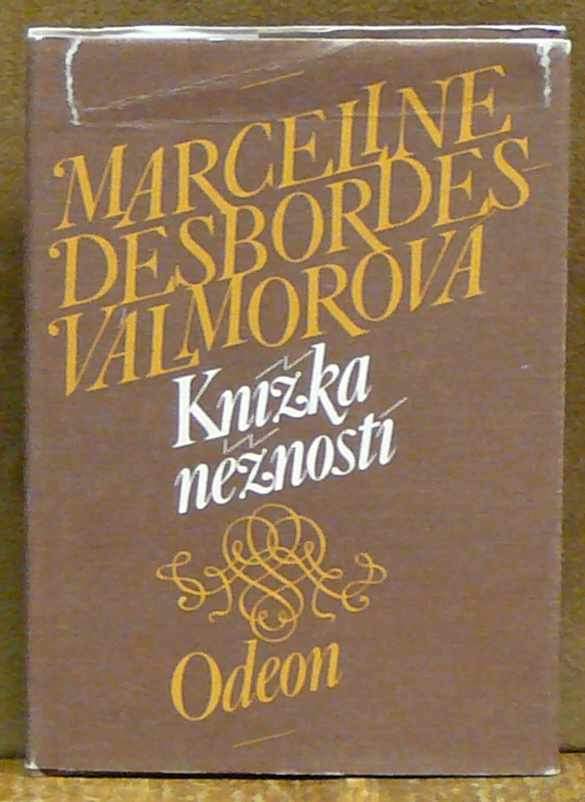 MARCELINE
DESBORDES-
VALMOROVÁ
Knížka
něžností
Odeon